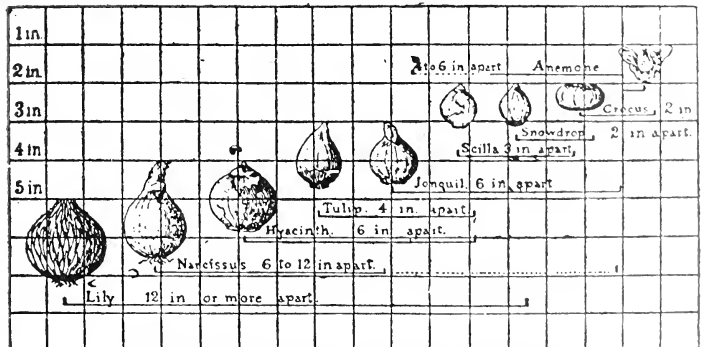 1 in.
2 in.
to 6 in apart Anemone
3 in
Crocus 2 in
Snowdrop 2 in apart.
4 in
Scilla 3 in apart
Jonquil. 6 in apart
5 in
Tulip. 4 in. apart.
Hyacinth. 6 in apart.
Narcissus 6 to 12 in apart.
Lily 12 in or more apart.